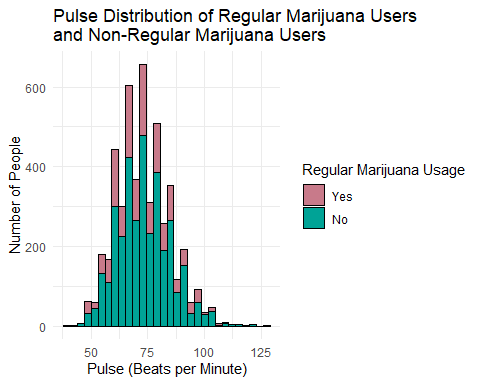 Pulse Distribution of Regular Marijuana Users
and Non-Regular Marijuana Users
Number of People
600
400
200
0
50 75 100 125
Pulse (Beats per Minute)
Regular Marijuana Usage
Yes
No